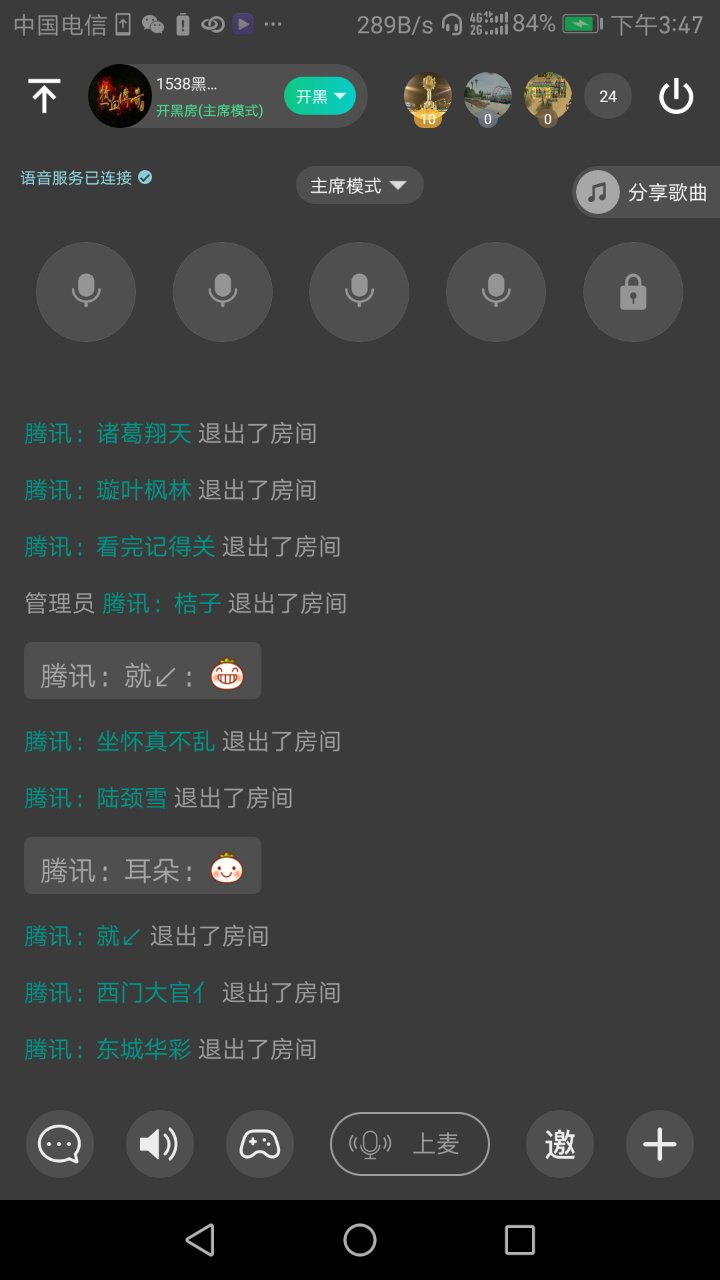 中国电信 289B/s 4G 2G 84% 下午3:47
1538黑...
开黑房(主席模式)
开黑
10 0 0 24
语音服务已连接
主席模式
分享歌曲
腾讯：诸葛翔天 退出了房间
腾讯：璇叶枫林 退出了房间
腾讯：看完记得关 退出了房间
管理员 腾讯：桔子 退出了房间
腾讯：就↙：
腾讯：坐怀真不乱 退出了房间
腾讯：陆颈雪 退出了房间
腾讯：耳朵：
腾讯：就↙ 退出了房间
腾讯：西门大官亻 退出了房间
腾讯：东城华彩 退出了房间
上麦
邀